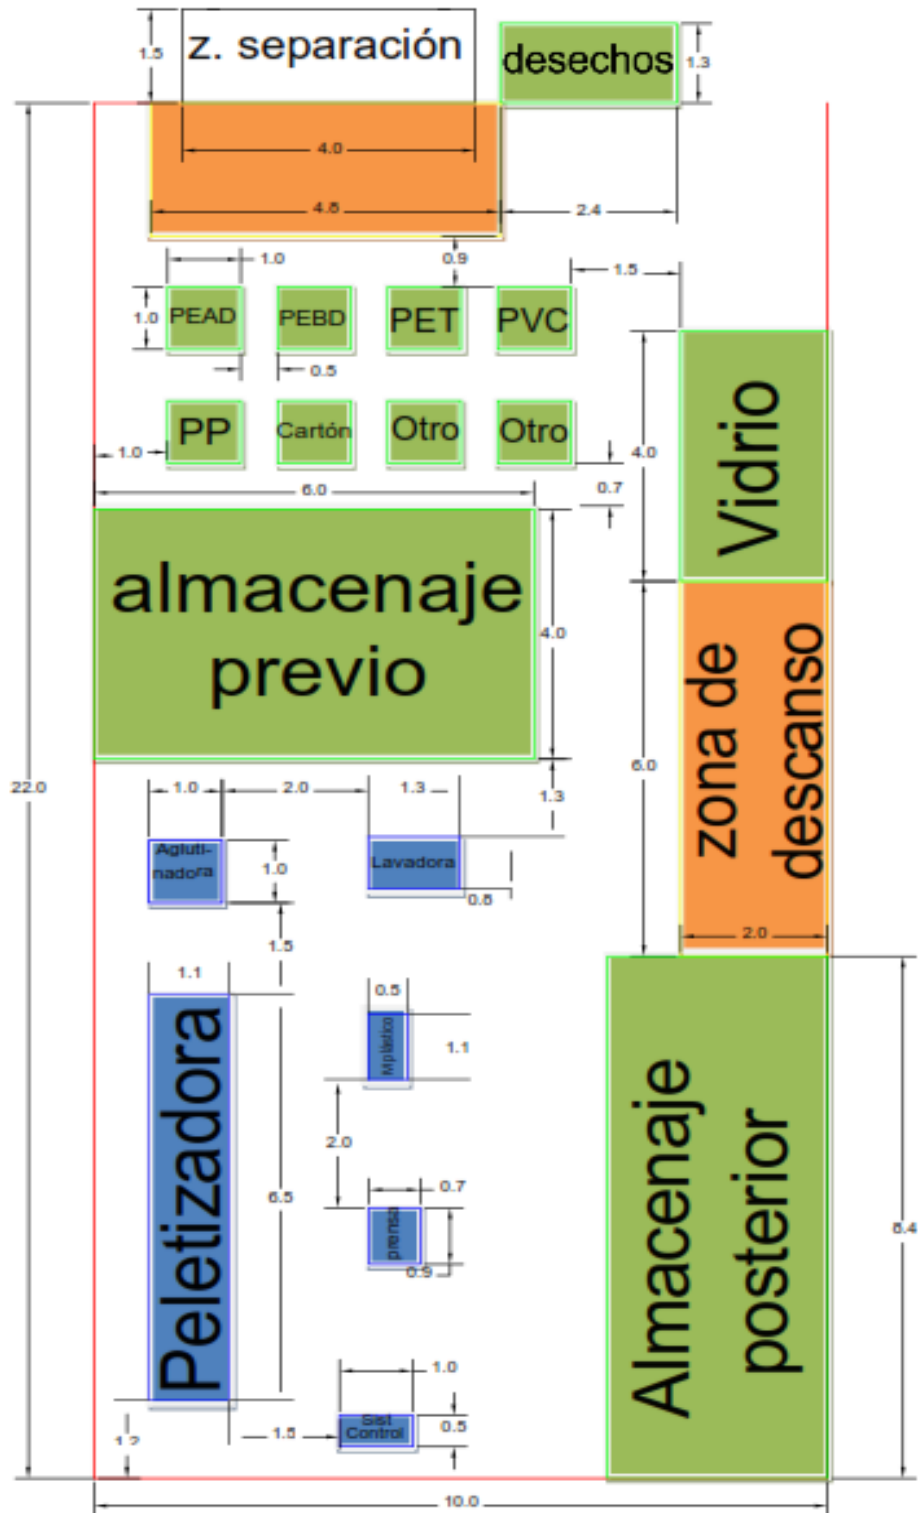 1.5
z. separación
desechos
1.3
4.0
4.8
2.4
0.9
1.0
1.5
1.0
PEAD
PEBD
PET
PVC
0.5
PP
Cartón
Otro
Otro
1.0
4.0
Vidrio
6.0
0.7
almacenaje
previo
4.0
zona de
descanso
6.0
22.0
1.0
2.0
1.3
1.3
Agluti-
nadora
1.0
Lavadora
0.8
1.5
2.0
1.1
0.5
Peletizadora
6.5
Mplástico
1.1
Almacenaje
posterior
8.4
2.0
0.7
prensa
0.9
1.0
Sist
Control
0.5
1.5
10.0